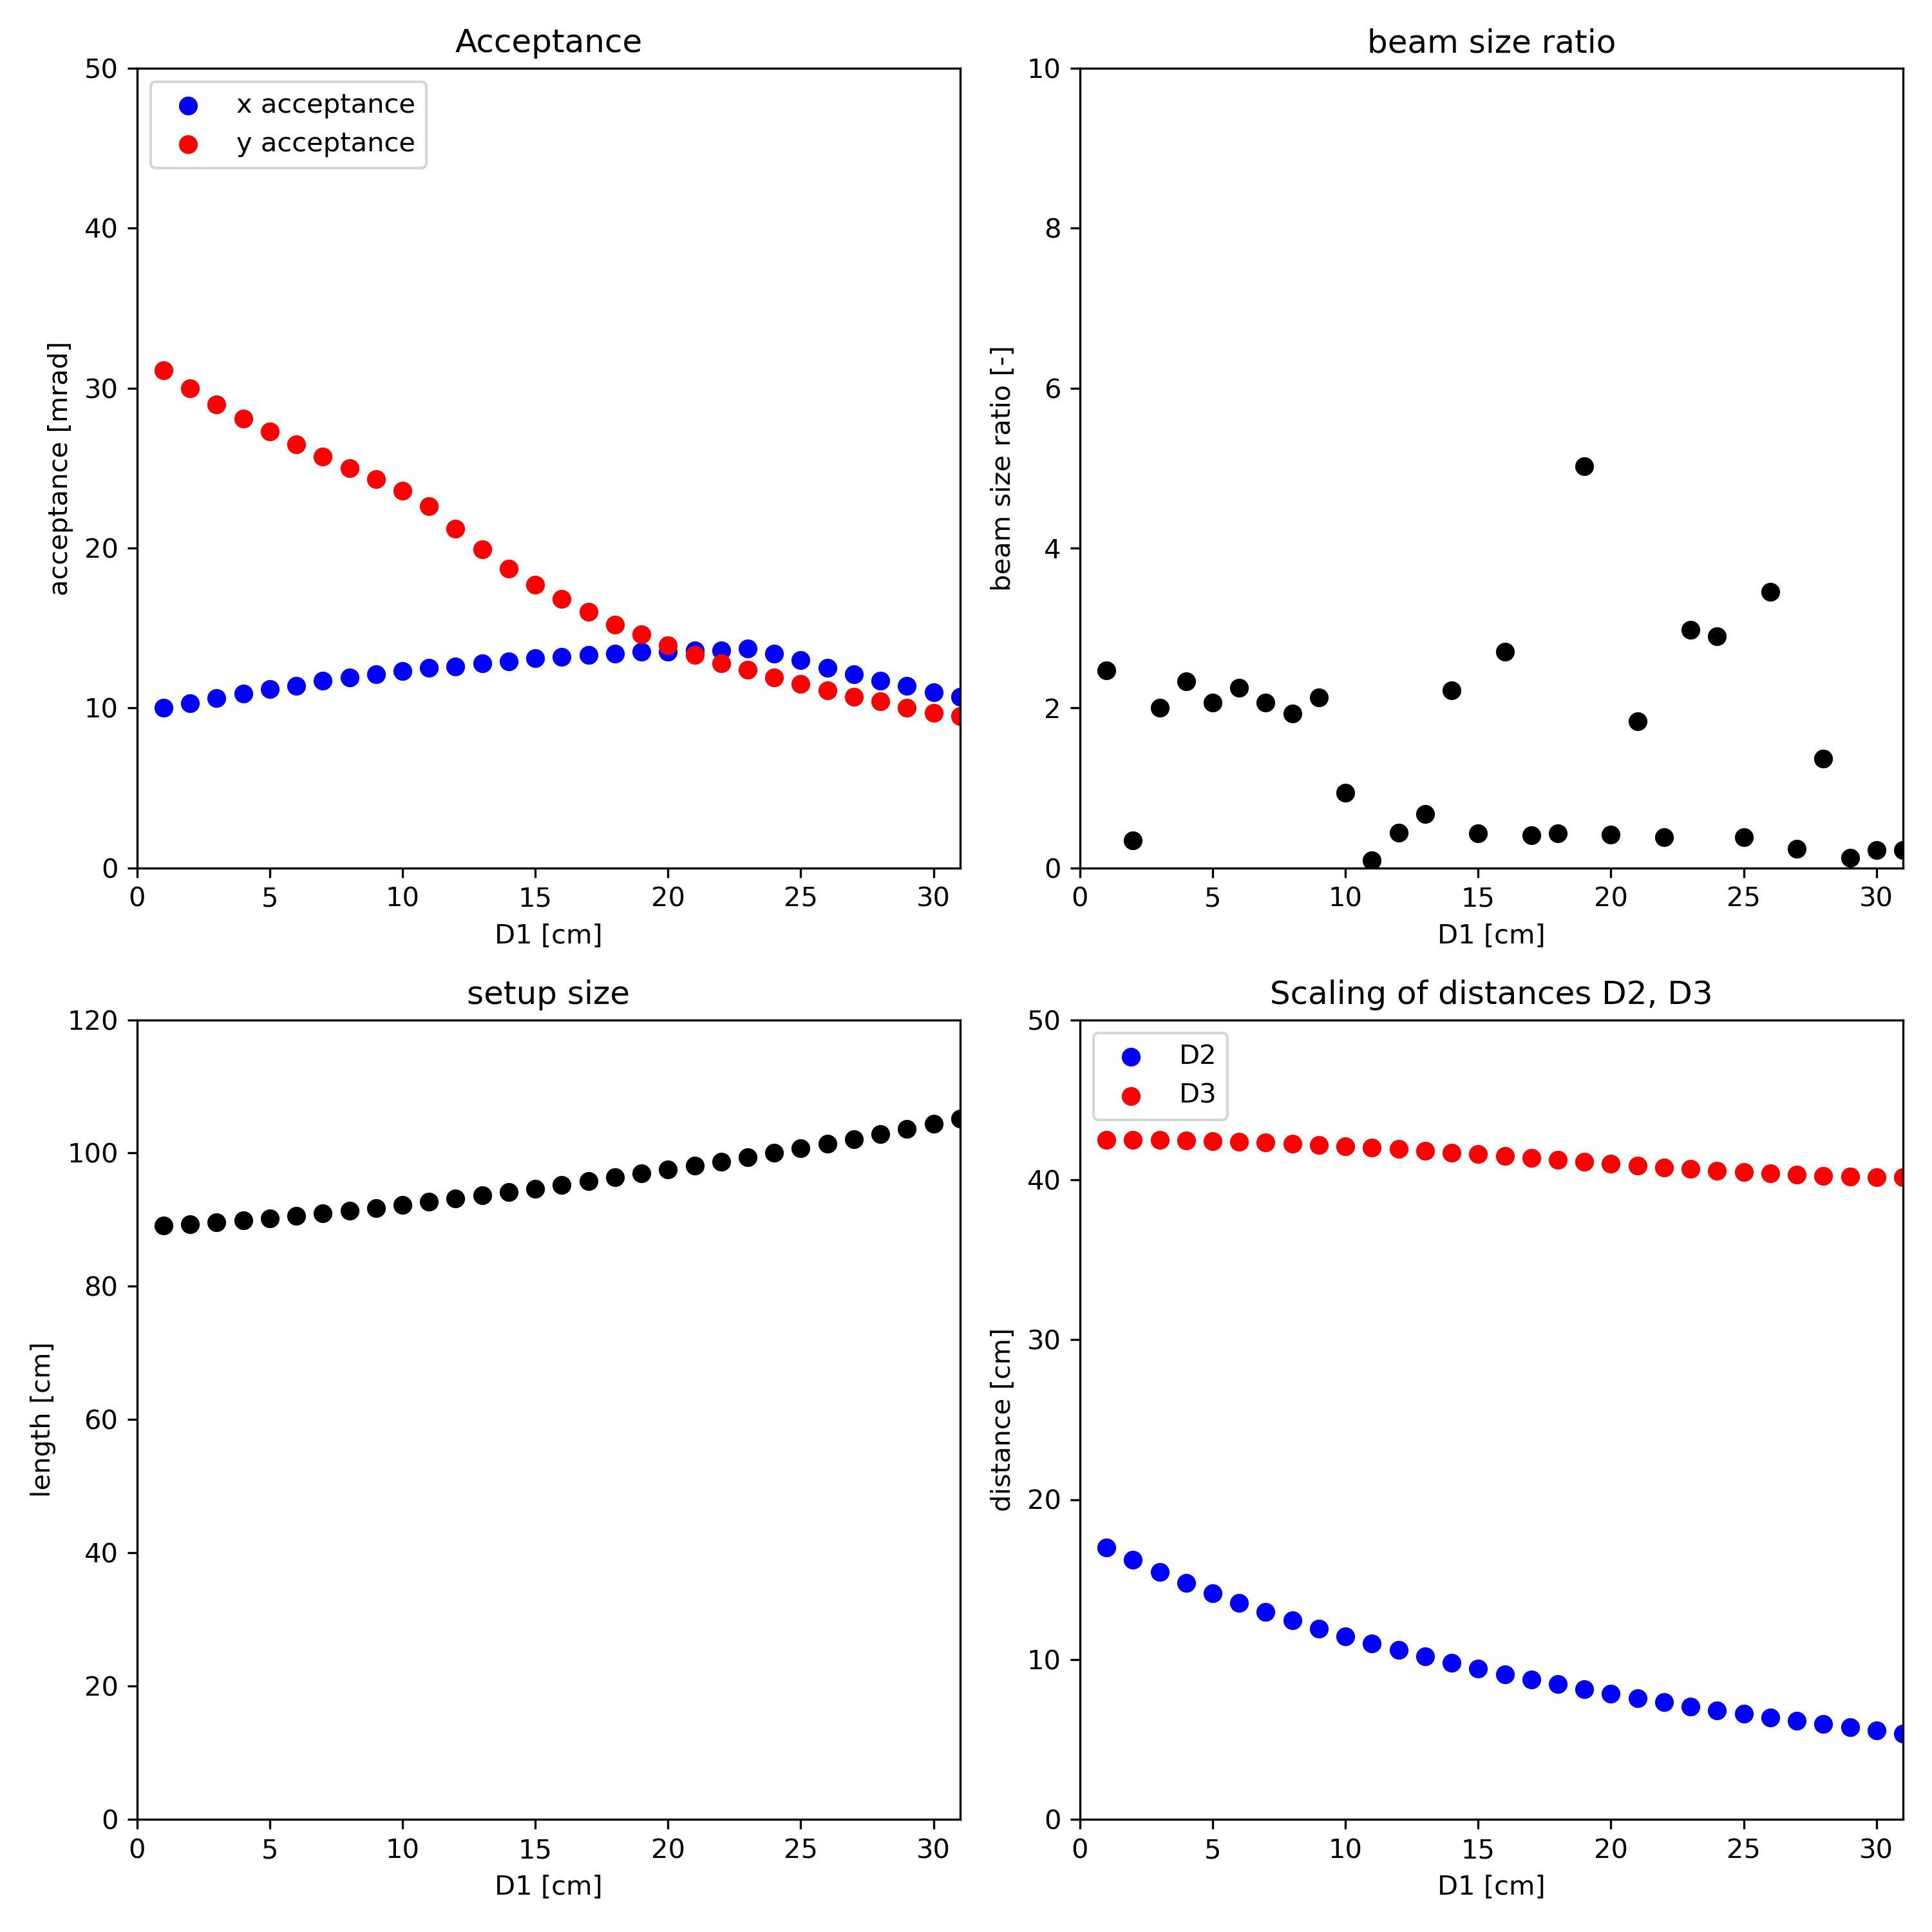 Acceptance
50
40
30
20
10
0
acceptance [mrad]
x acceptance
y acceptance
0 5 10 15 20 25 30
D1 [cm]
beam size ratio
10
8
6
4
2
0
beam size ratio [-]
0 5 10 15 20 25 30
D1 [cm]
setup size
120
100
80
60
40
20
0
length [cm]
0 5 10 15 20 25 30
D1 [cm]
Scaling of distances D2, D3
50
40
30
20
10
0
distance [cm]
D2
D3
0 5 10 15 20 25 30
D1 [cm]